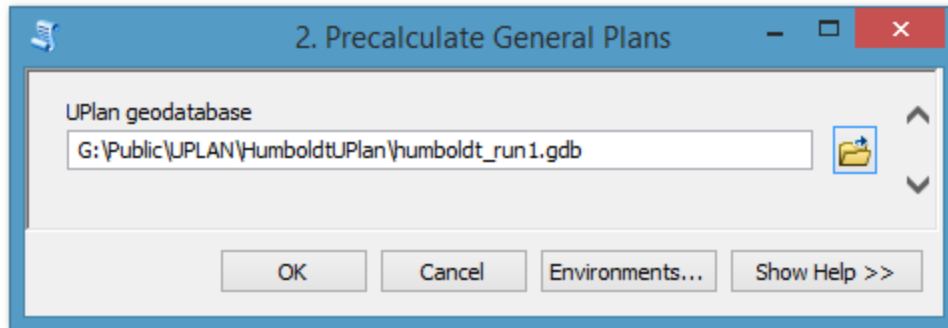 2. Precalculate General Plans
UPlan geodatabase
G:\Public\UPLAN\HumboldtUPlan\humboldt_run1.gdb
OK Cancel Environments... Show Help >>